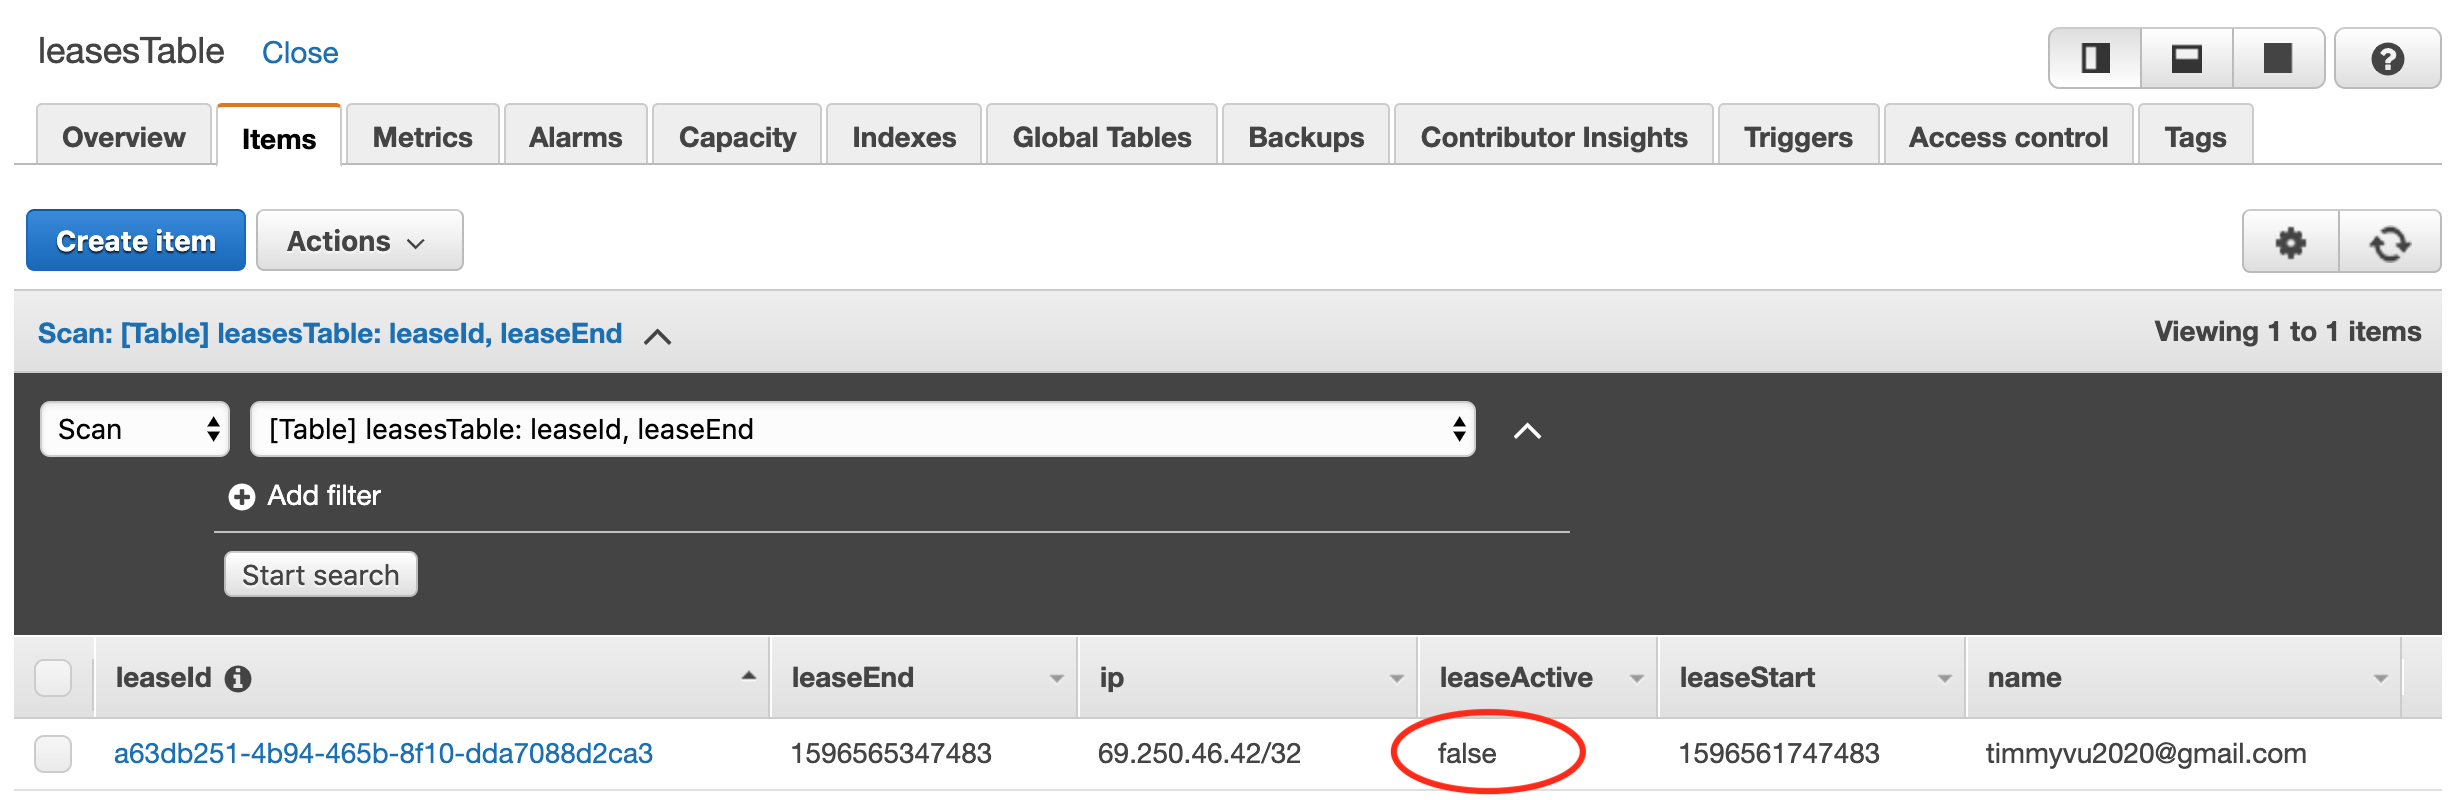 leasesTable Close
Overview Items Metrics Alarms Capacity Indexes Global Tables Backups Contributor Insights Triggers Access control Tags
Create item Actions
Scan: [Table] leasesTable: leaseId, leaseEnd Viewing 1 to 1 items
Scan [Table] leasesTable: leaseId, leaseEnd
Add filter
Start search
leaseId leaseEnd ip leaseActive leaseStart name
a63db251-4b94-465b-8f10-dda7088d2ca3 1596565347483 69.250.46.42/32 false 1596561747483 timmyvu2020@gmail.com